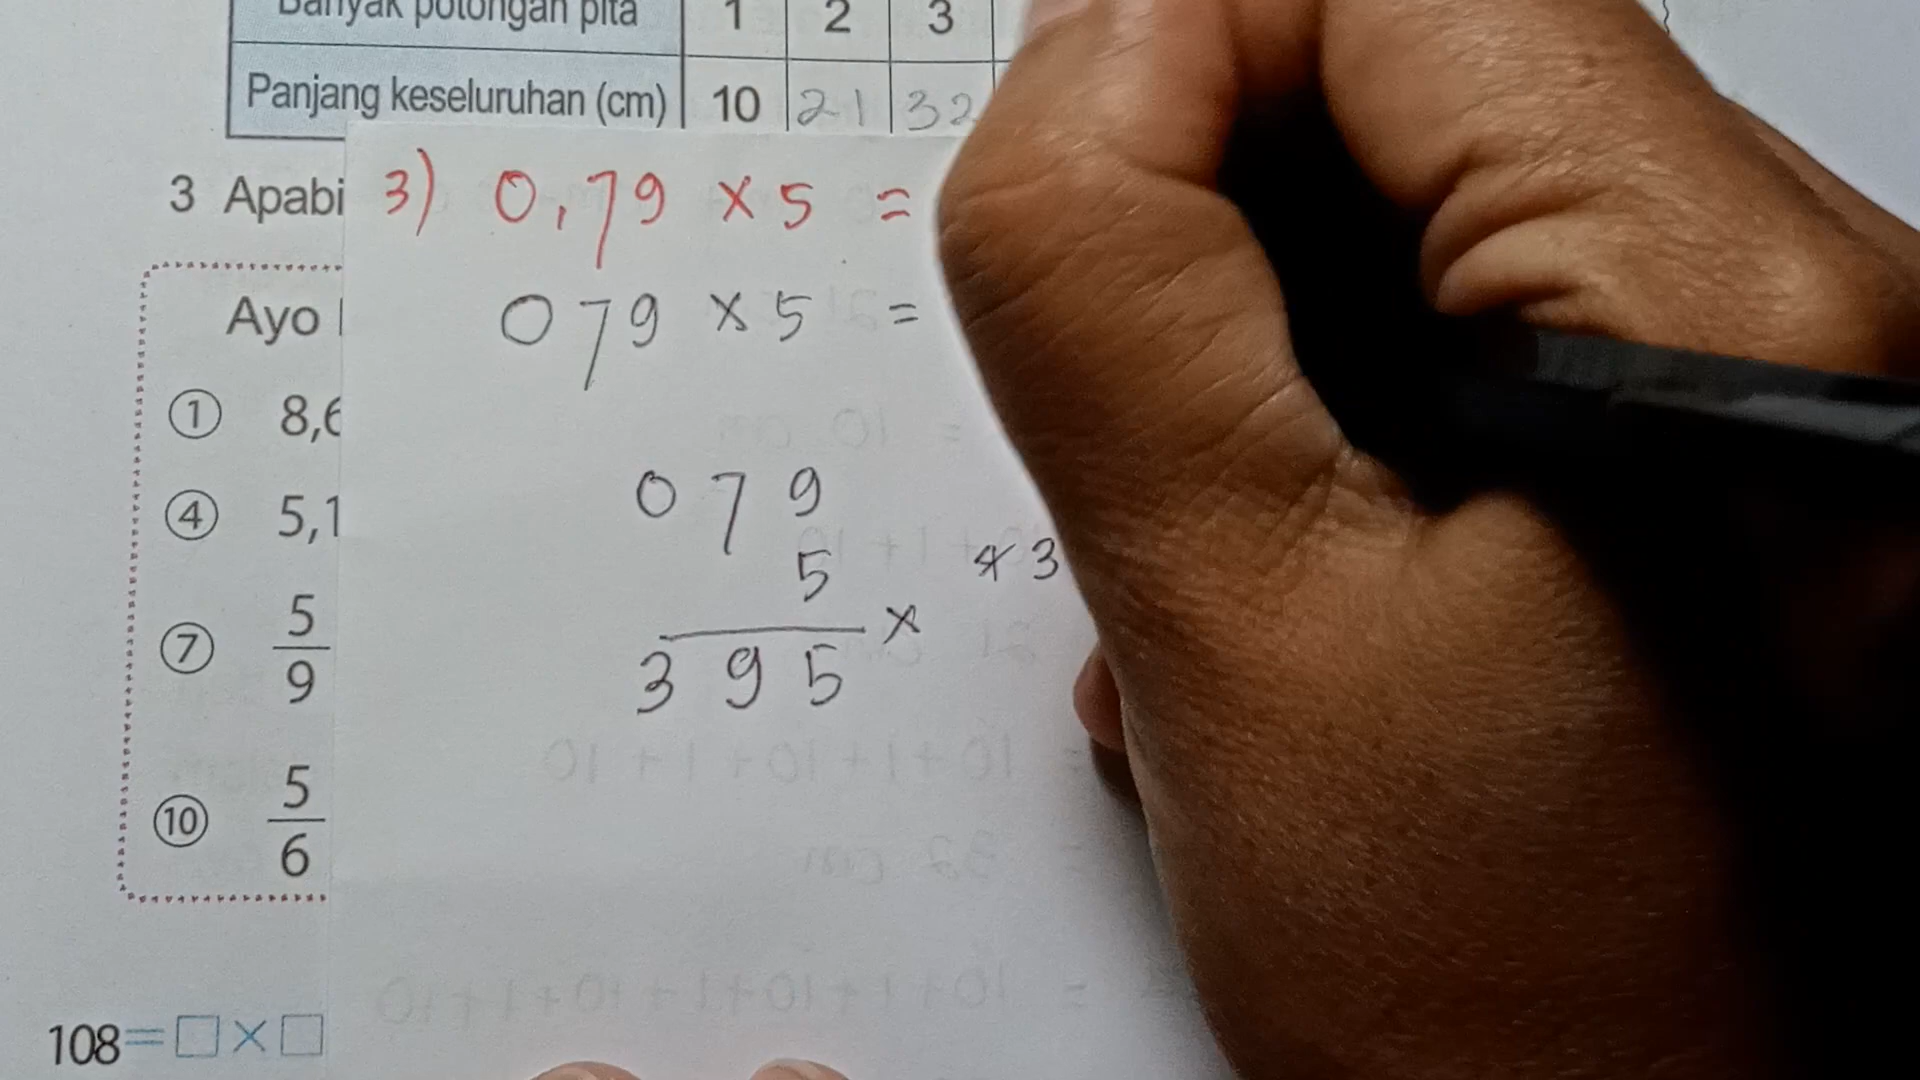 Banyak potongan pita 1 2 3
Panjang keseluruhan (cm) 10 21 32
3 Apabi
3) 0,79 × 5 =
Ayo
079 × 5 =
① 8,6
④ 5,1
079
5 ×
4 3
395
⑦ 5/9
⑩ 5/6
108 = □ × □